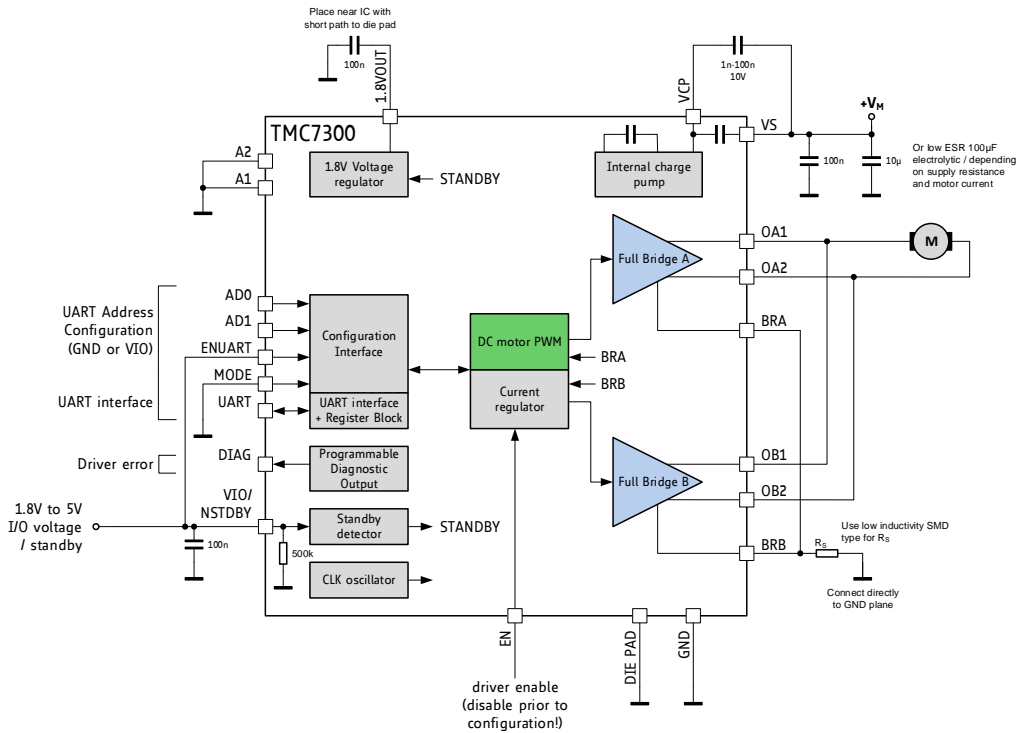 Place near IC with
short path to die pad
100n
1.8VOUT
VCP
1n-100n
10V
+VM
VS
TMC7300
A2
A1
1.8V Voltage
regulator
STANDBY
Internal charge
pump
100n
10µ
Or low ESR 100µF
electrolytic / depending
on supply resistance
and motor current
Full Bridge A
OA1
M
OA2
BRA
UART Address
Configuration
(GND or VIO)
UART interface
AD0
AD1
ENUART
MODE
UART
Configuration
Interface
UART interface
+ Register Block
DC motor PWM
BRA
BRB
Current
regulator
Driver error
DIAG
Programmable
Diagnostic
Output
Full Bridge B
OB1
OB2
BRB
1.8V to 5V
I/O voltage
/ standby
VIO/
NSTDBY
100n
500k
Standby
detector
STANDBY
CLK oscillator
RS
Use low inductivity SMD
type for RS
Connect directly
to GND plane
EN
DIE PAD
GND
driver enable
(disable prior to
configuration!)